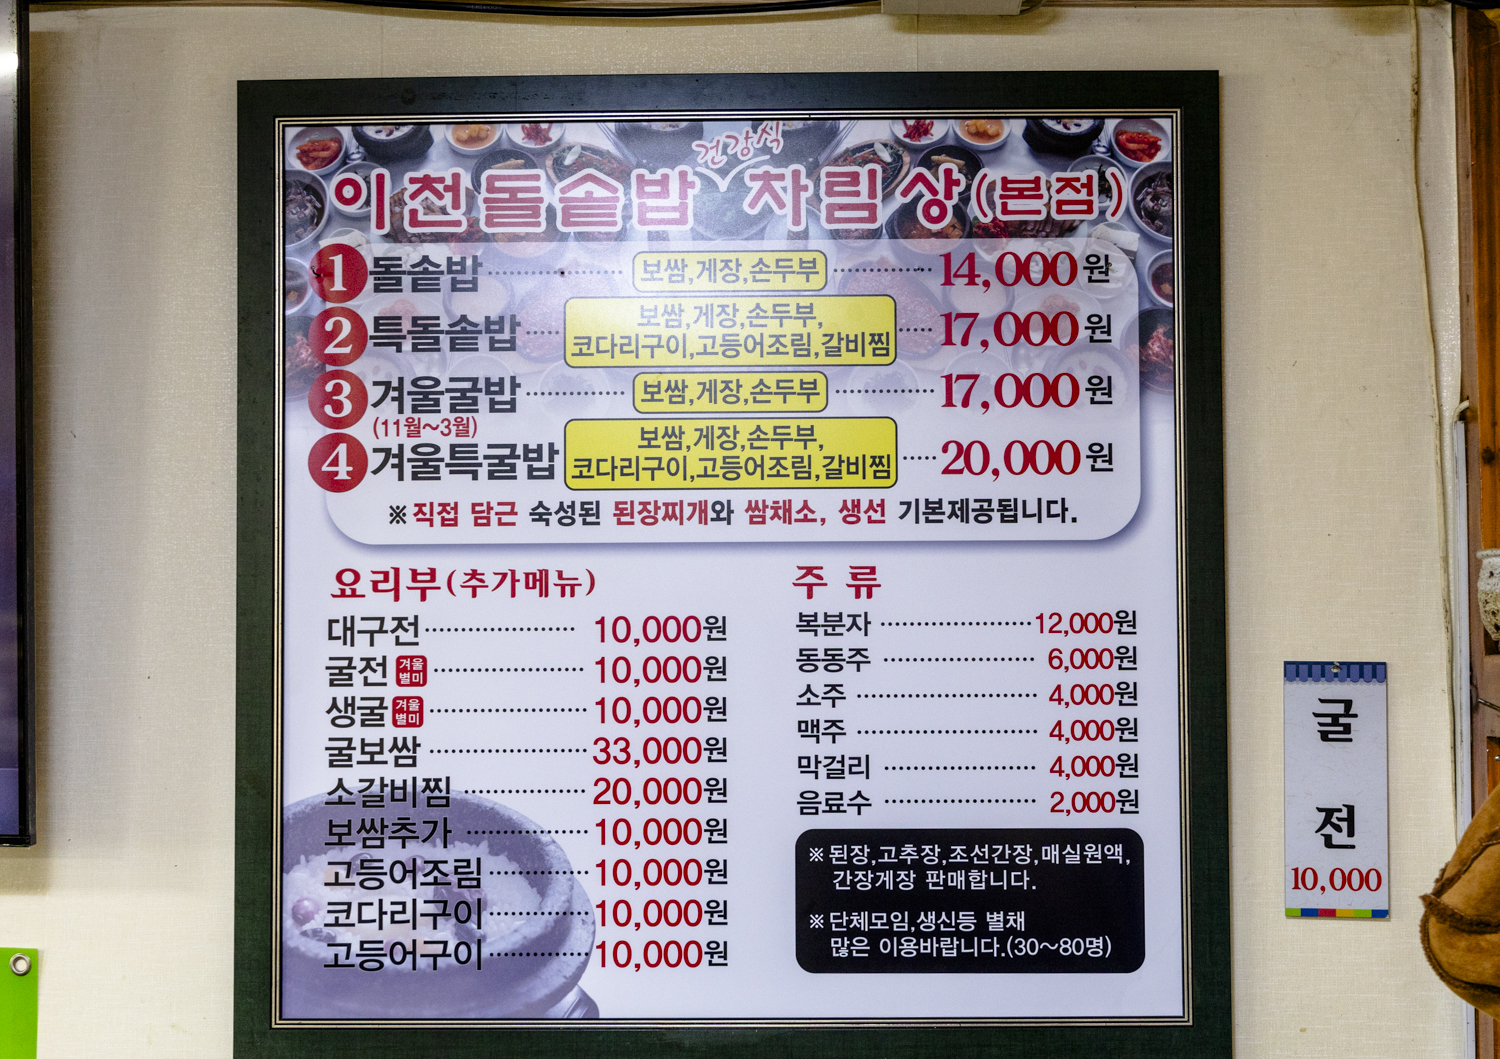 건강식
이천돌솥밥 차림상(본점)
1 돌솥밥 보쌈,게장,손두부 14,000원
2 특돌솥밥 보쌈,게장,손두부, 코다리구이,고등어조림,갈비찜 17,000원
3 겨울굴밥 보쌈,게장,손두부 17,000원
(11월~3월)
4 겨울특굴밥 보쌈,게장,손두부, 코다리구이,고등어조림,갈비찜 20,000원
※직접 담근 숙성된 된장찌개와 쌈채소, 생선 기본제공됩니다.
요리부(추가메뉴)
대구전 10,000원
굴전 겨울별미 10,000원
생굴 겨울별미 10,000원
굴보쌈 33,000원
소갈비찜 20,000원
보쌈추가 10,000원
고등어조림 10,000원
코다리구이 10,000원
고등어구이 10,000원
주 류
복분자 12,000원
동동주 6,000원
소주 4,000원
맥주 4,000원
막걸리 4,000원
음료수 2,000원
※ 된장,고추장,조선간장,매실원액,
간장게장 판매합니다.
※ 단체모임,생신등 별채
많은 이용바랍니다.(30~80명)
굴
전
10,000